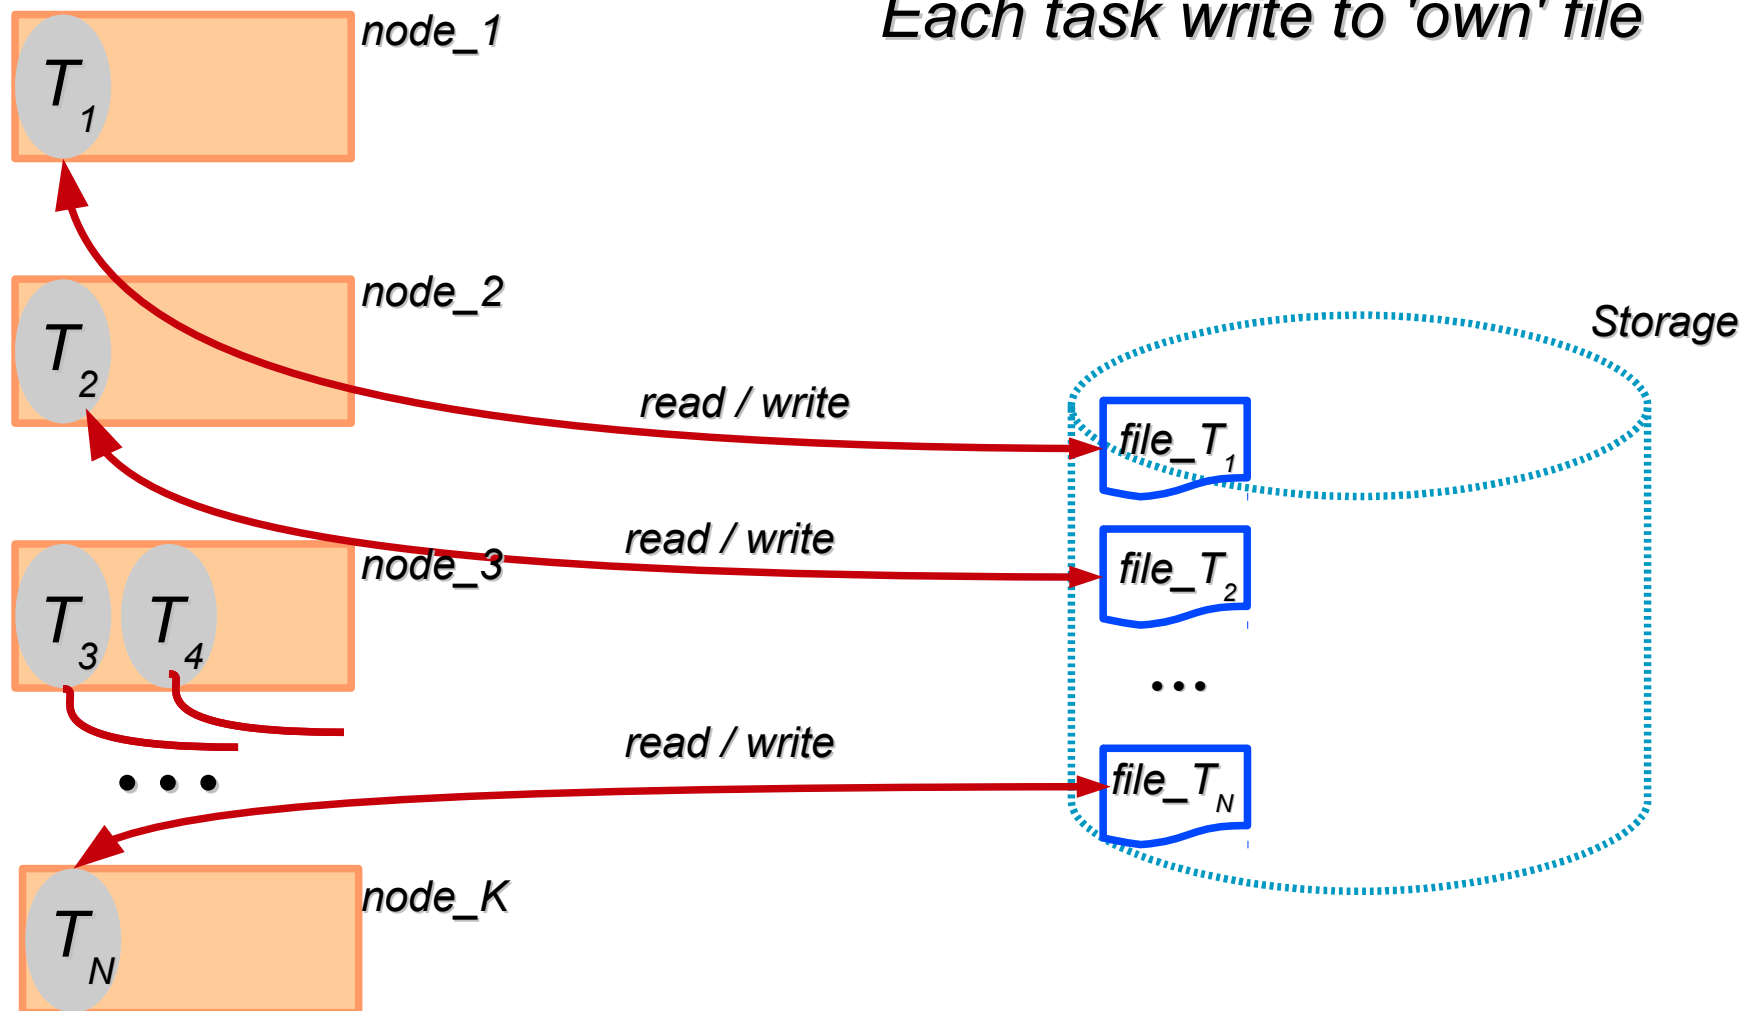 Each task write to 'own' file
node_1
T1
node_2
T2
Storage
read / write
file_T1
read / write
node_3
file_T2
T3 T4
...
read / write
file_TN
...
node_K
TN